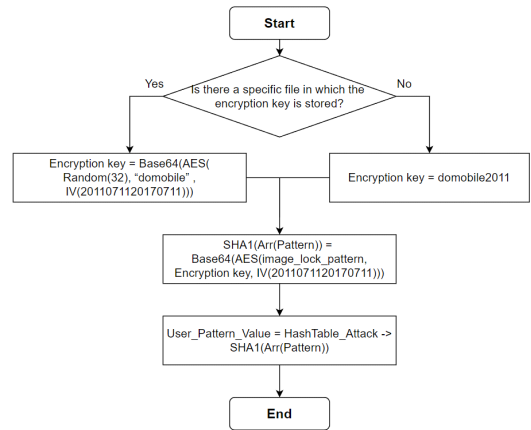 Start
Is there a specific file in which the
encryption key is stored?
Yes
No
Encryption key = Base64(AES(
Random(32), “domobile” ,
IV(2011071120170711)))
Encryption key = domobile2011
SHA1(Arr(Pattern)) =
Base64(AES(image_lock_pattern,
Encryption key, IV(2011071120170711)))
User_Pattern_Value = HashTable_Attack ->
SHA1(Arr(Pattern))
End